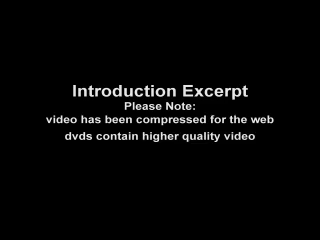 Introduction Excerpt
Please Note:
video has been compressed for the web
dvds contain higher quality video